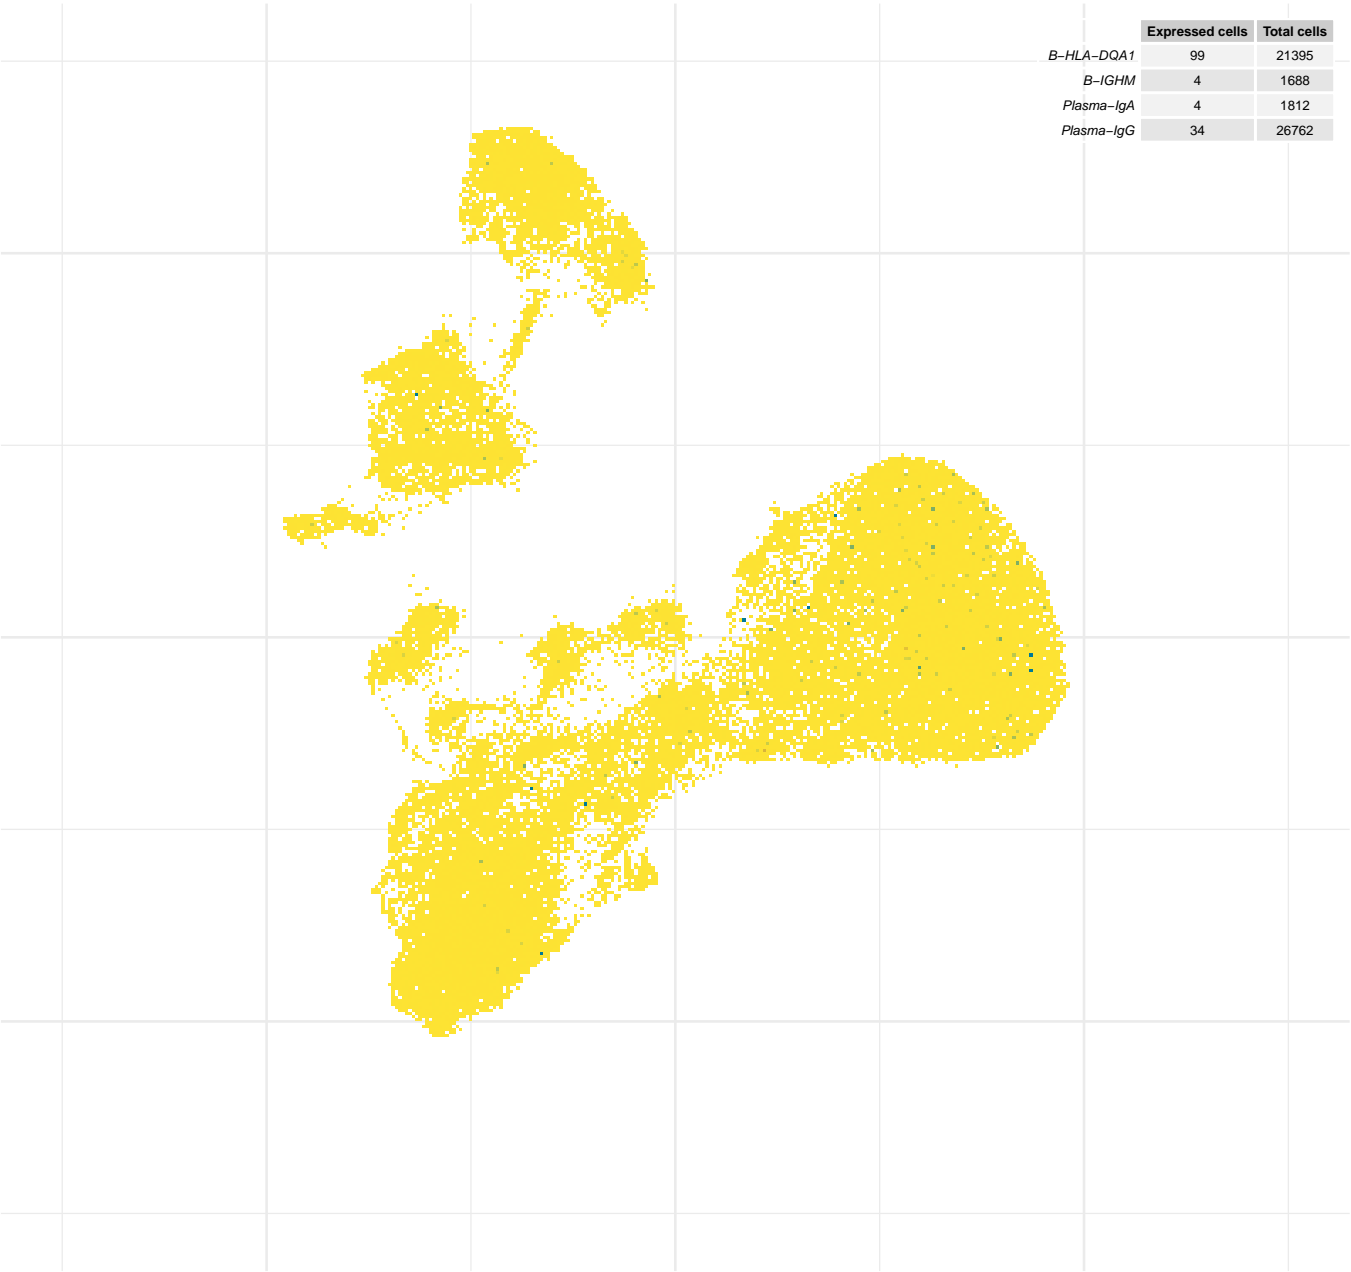 Expressed cells Total cells
B−HLA−DQA1 99 21395
B−IGHM 4 1688
Plasma−IgA 4 1812
Plasma−IgG 34 26762